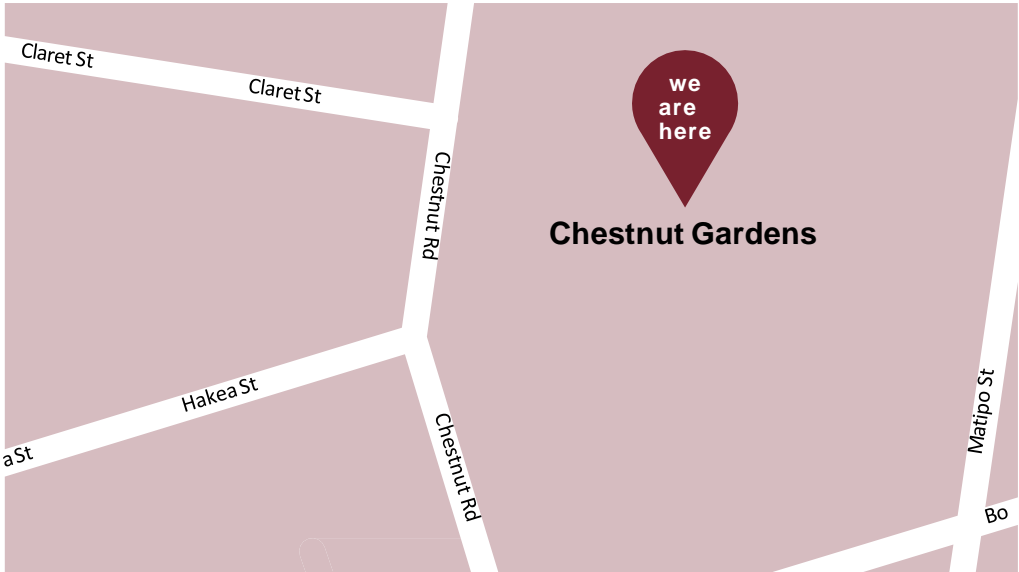 Claret St
Claret St
we
are
here
Chestnut Rd
Chestnut Gardens
Hakea St
Matipo St
a St
Chestnut Rd
Bo